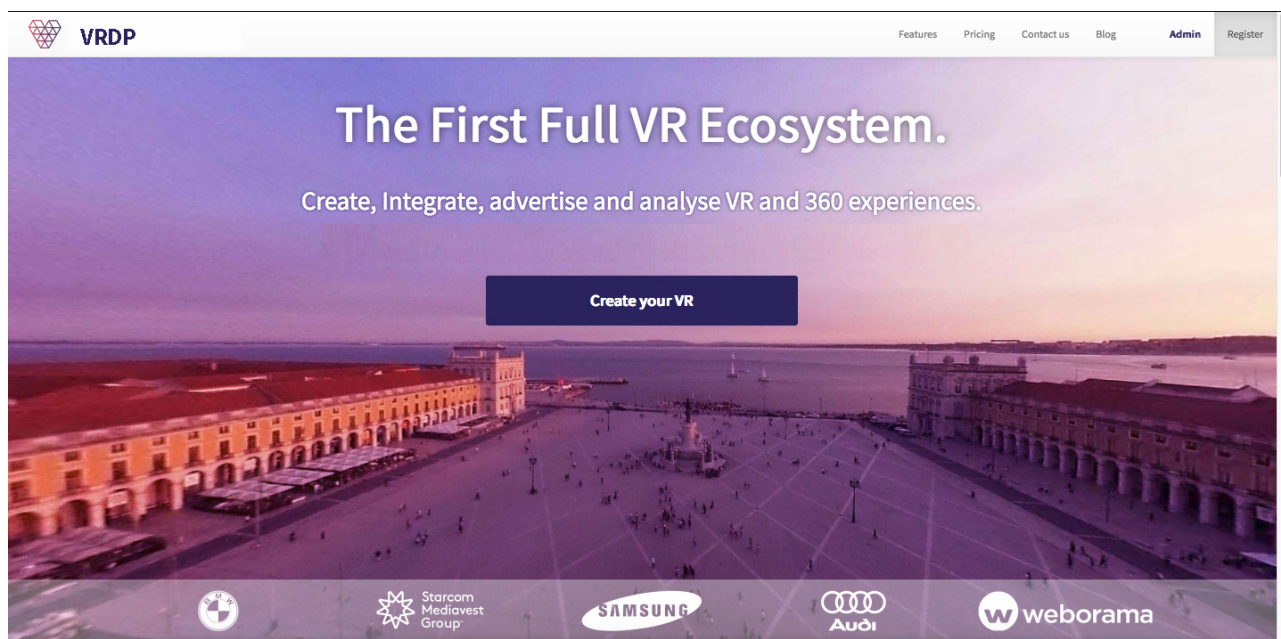 VRDP
Features Pricing Contact us Blog Admin Register
The First Full VR Ecosystem.
Create, Integrate, advertise and analyse VR and 360 experiences.
Create your VR
BMW
Starcom
Mediavest
Group
SAMSUNG
Audi
w weborama